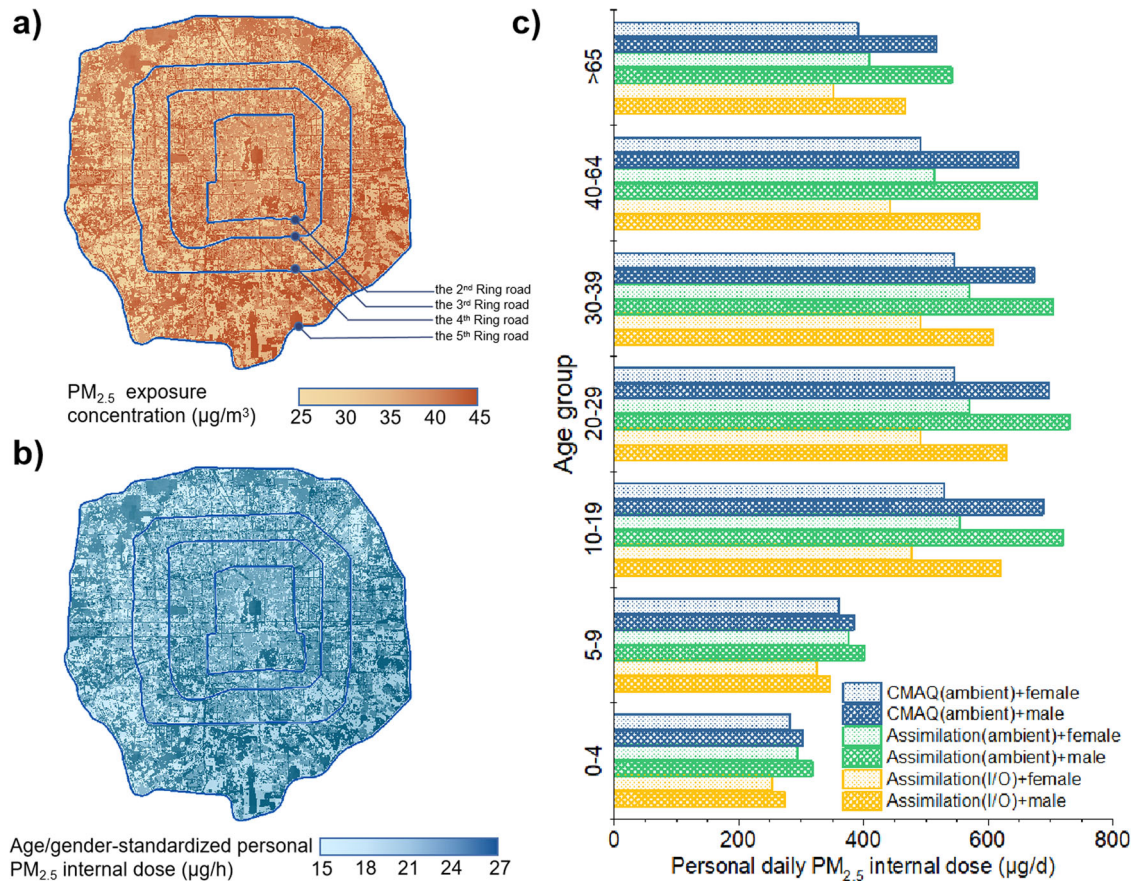 a)
the 2nd Ring road
the 3rd Ring road
the 4th Ring road
the 5th Ring road
PM2.5 exposure
concentration (µg/m³)
25 30 35 40 45
b)
Age/gender-standardized personal
PM2.5 internal dose (µg/h)
15 18 21 24 27
c)
Age group
>65
40-64
30-39
20-29
10-19
5-9
0-4
CMAQ(ambient)+female
CMAQ(ambient)+male
Assimilation(ambient)+female
Assimilation(ambient)+male
Assimilation(I/O)+female
Assimilation(I/O)+male
0 200 400 600 800
Personal daily PM2.5 internal dose (µg/d)